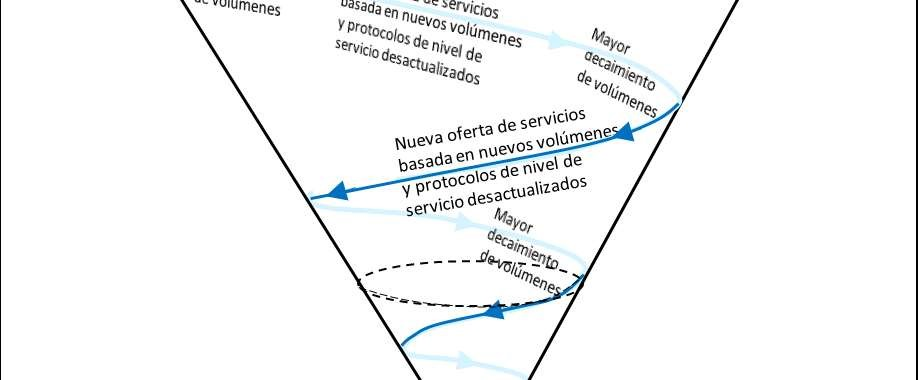 de volúmenes
de servicios
basada en nuevos volúmenes
y protocolos de nivel de
servicio desactualizados
Mayor
decaimiento
de volúmenes
Nueva oferta de servicios
basada en nuevos volúmenes
y protocolos de nivel de
servicio desactualizados
Mayor
decaimiento
de volúmenes